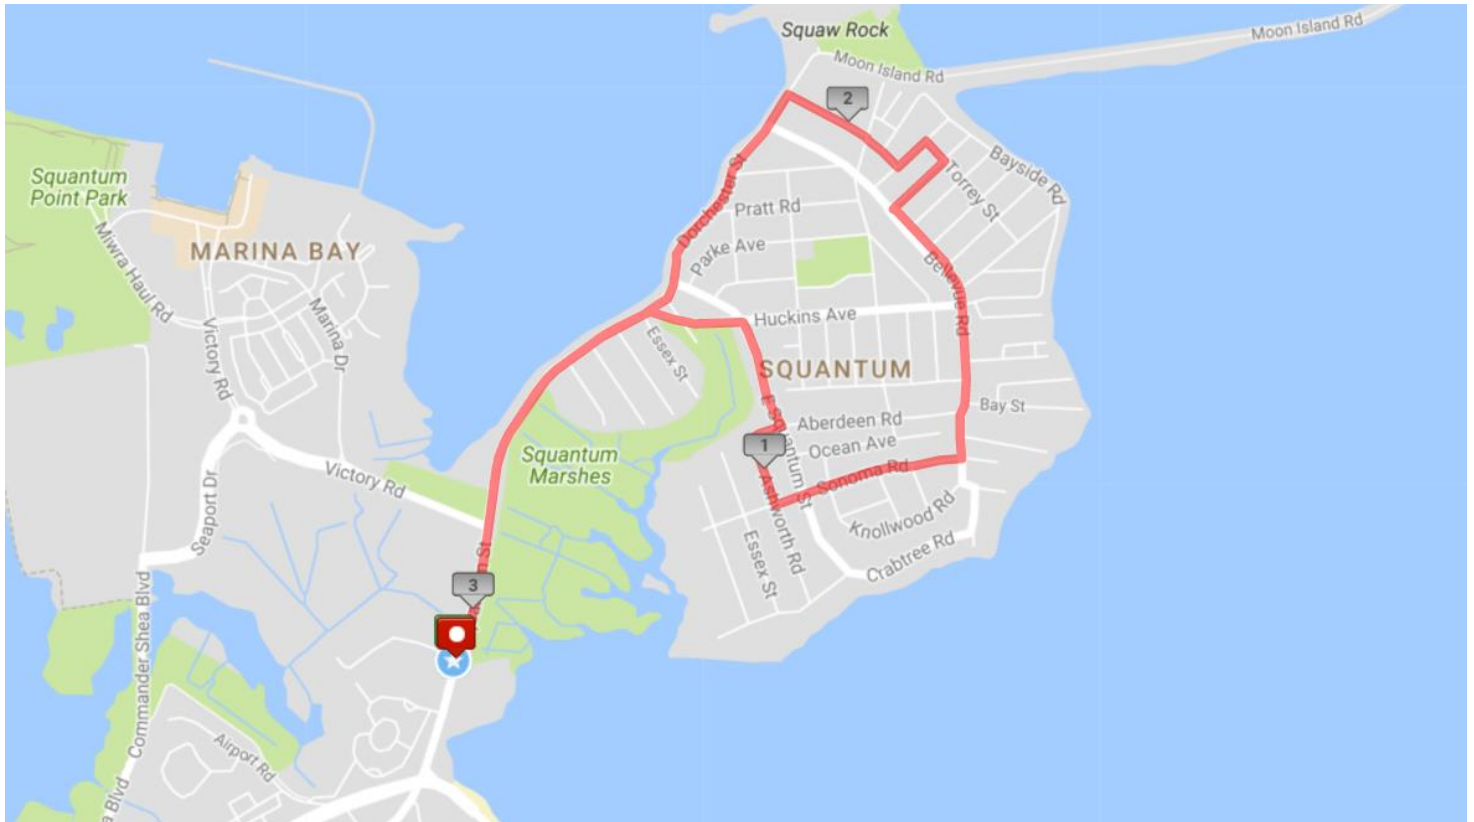 Squaw Rock
Moon Island Rd
Moon Island Rd
2
Squantum
Point Park
Bayside Rd
Torrey St
Dorchester St
Pratt Rd
MARINA BAY
Miwra Haul Rd
Parke Ave
Bellevue Rd
Marina Dr
Victory Rd
Huckins Ave
Essex St
SQUANTUM
E Squantum St
Aberdeen Rd
Bay St
1
Ocean Ave
Squantum
Marshes
Sonoma Rd
Victory Rd
Seaport Dr
Ashworth Rd
Knollwood Rd
Essex St
Crabtree Rd
St
3
Commander Shea Blvd
Airport Rd
Blvd